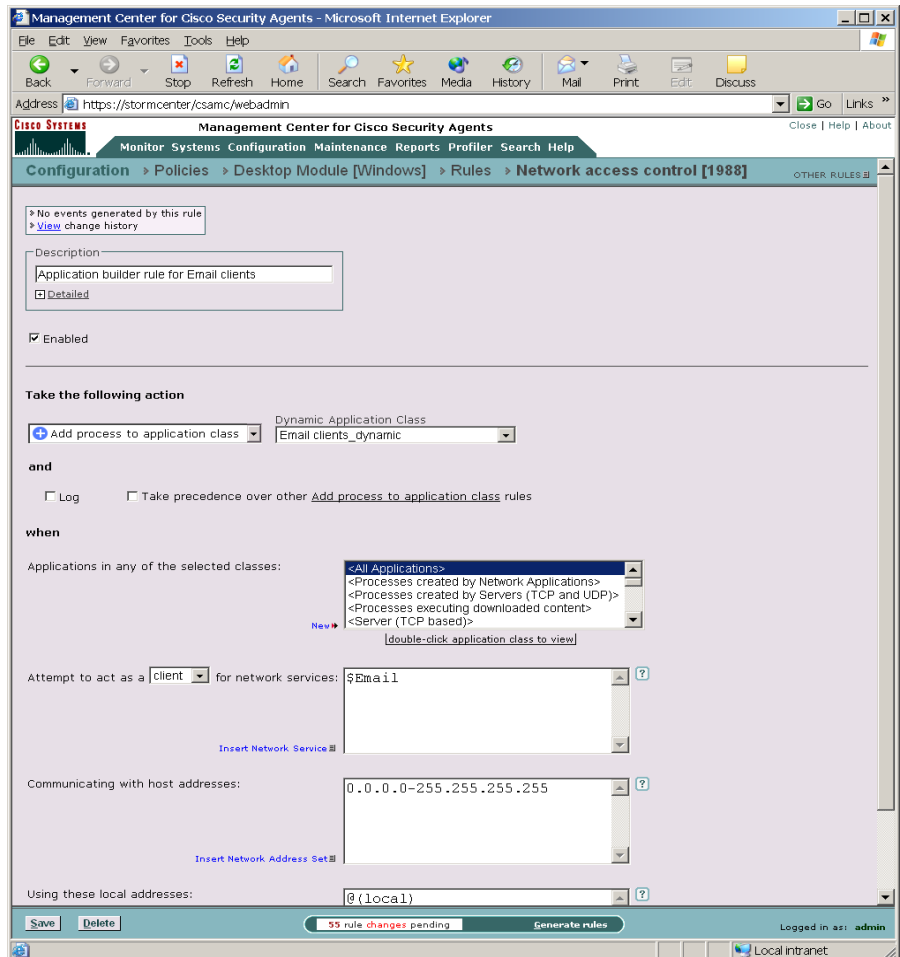 Management Center for Cisco Security Agents - Microsoft Internet Explorer
File Edit View Favorites Tools Help
Back Forward Stop Refresh Home Search Favorites Media History Mail Print Edit Discuss
Address https://stormcenter/csamc/webadmin Go Links »
CISCO SYSTEMS Management Center for Cisco Security Agents Close | Help | About
Monitor Systems Configuration Maintenance Reports Profiler Search Help
Configuration > Policies > Desktop Module [Windows] > Rules > Network access control [1988] OTHER RULES
No events generated by this rule
View change history
Description
Application builder rule for Email clients
Detailed
Enabled
Take the following action
Dynamic Application Class
Add process to application class Email clients_dynamic
and
Log Take precedence over other Add process to application class rules
when
Applications in any of the selected classes: <All Applications>
<Processes created by Network Applications>
<Processes created by Servers (TCP and UDP)>
<Processes executing downloaded content>
New <Server (TCP based)>
[double-click application class to view]
Attempt to act as a client for network services: $Email ?
Insert Network Service
Communicating with host addresses: 0.0.0.0-255.255.255.255 ?
Insert Network Address Set
Using these local addresses: @(local) ?
Save Delete 55 rule changes pending Generate rules Logged in as: admin
Local intranet